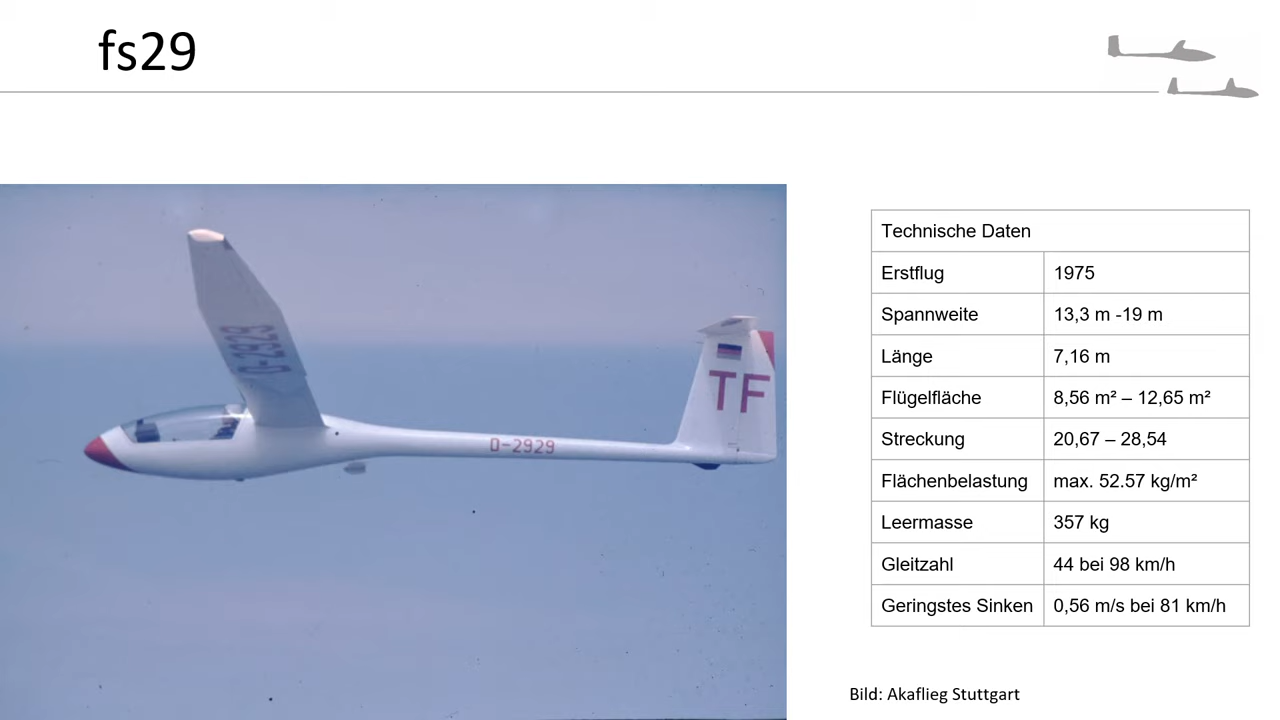 fs29
D-2929
TF
D-2929
Technische Daten
Erstflug 1975
Spannweite 13,3 m -19 m
Länge 7,16 m
Flügelfläche 8,56 m² – 12,65 m²
Streckung 20,67 – 28,54
Flächenbelastung max. 52.57 kg/m²
Leermasse 357 kg
Gleitzahl 44 bei 98 km/h
Geringstes Sinken 0,56 m/s bei 81 km/h
Bild: Akaflieg Stuttgart